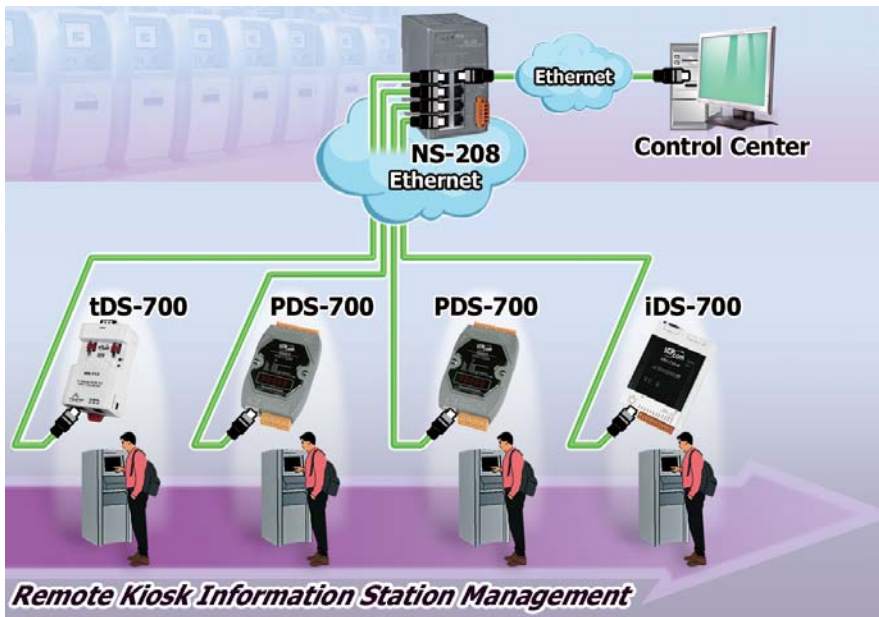 Ethernet
NS-208
Ethernet
Control Center
tDS-700
PDS-700
PDS-700
iDS-700
Remote Kiosk Information Station Management